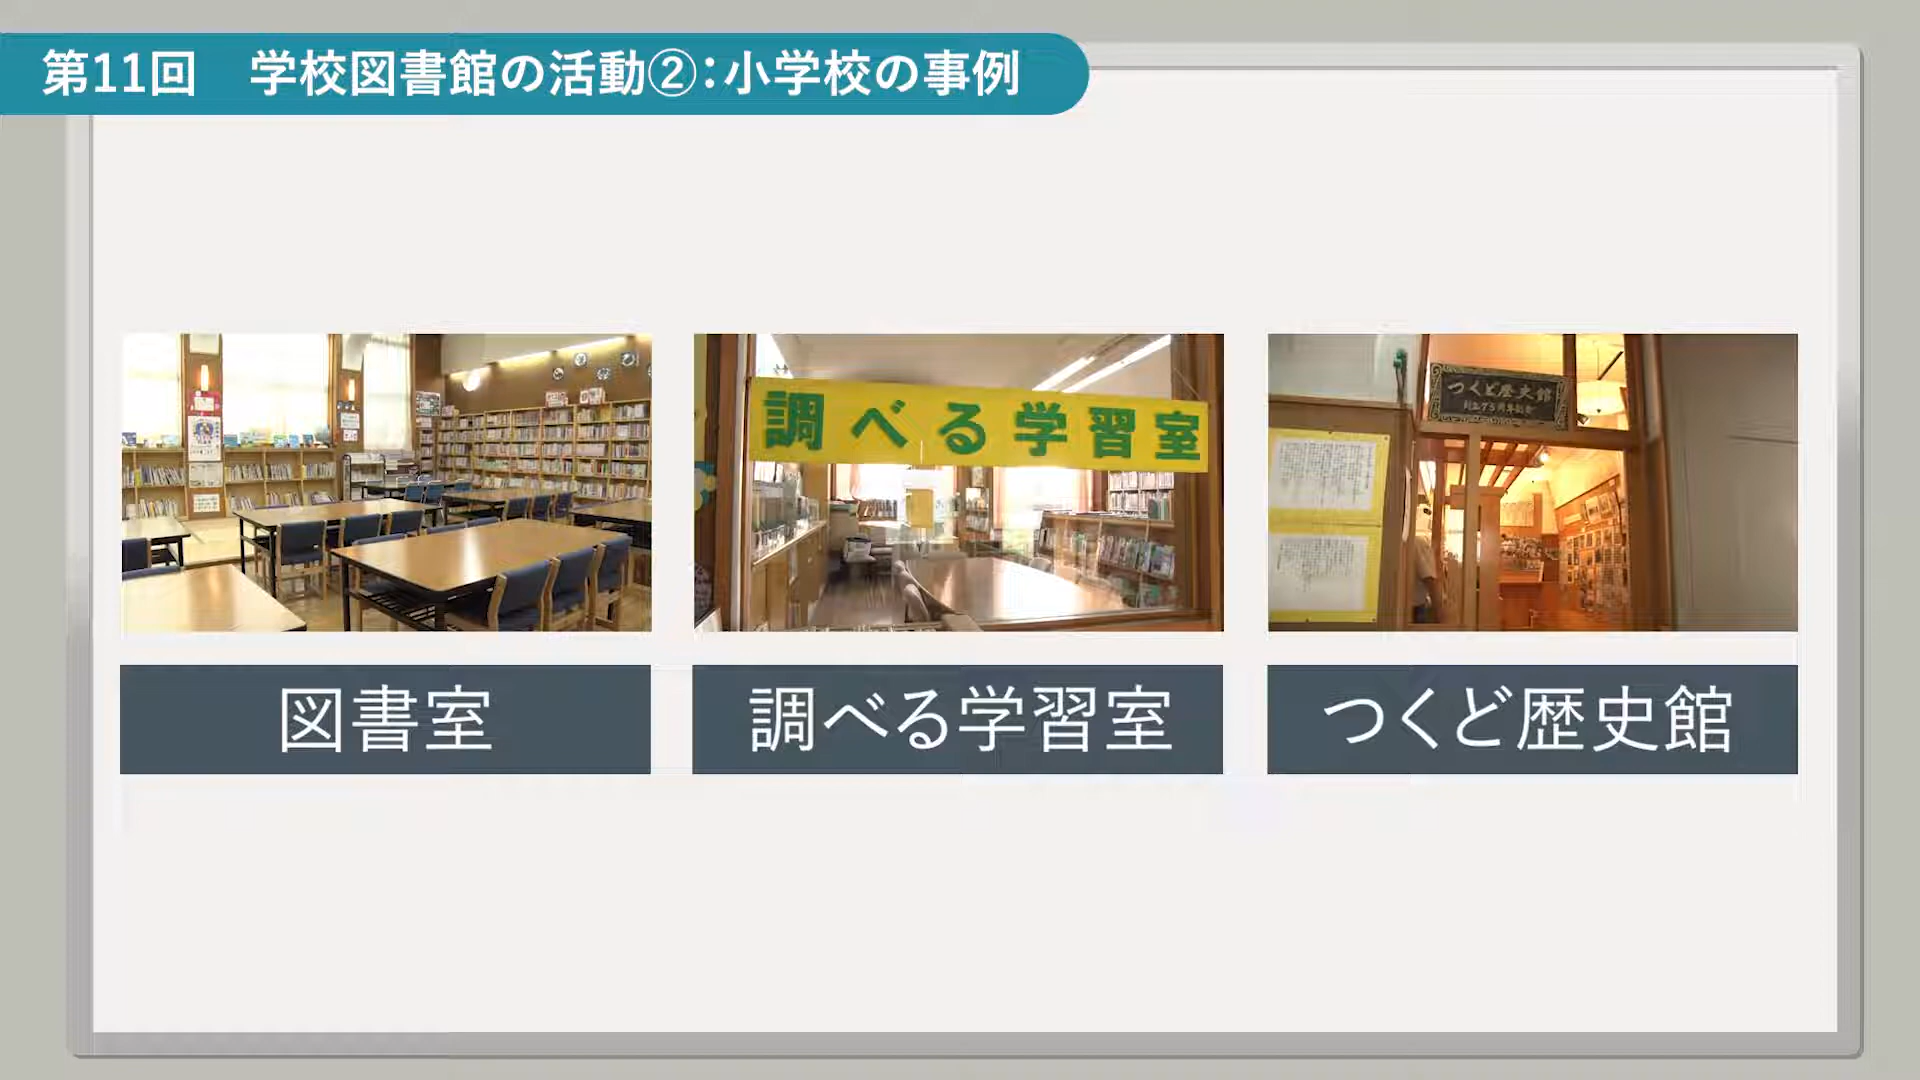 第11回　学校図書館の活動②:小学校の事例
調べる学習室
つくど歴史館
図書室
調べる学習室
つくど歴史館